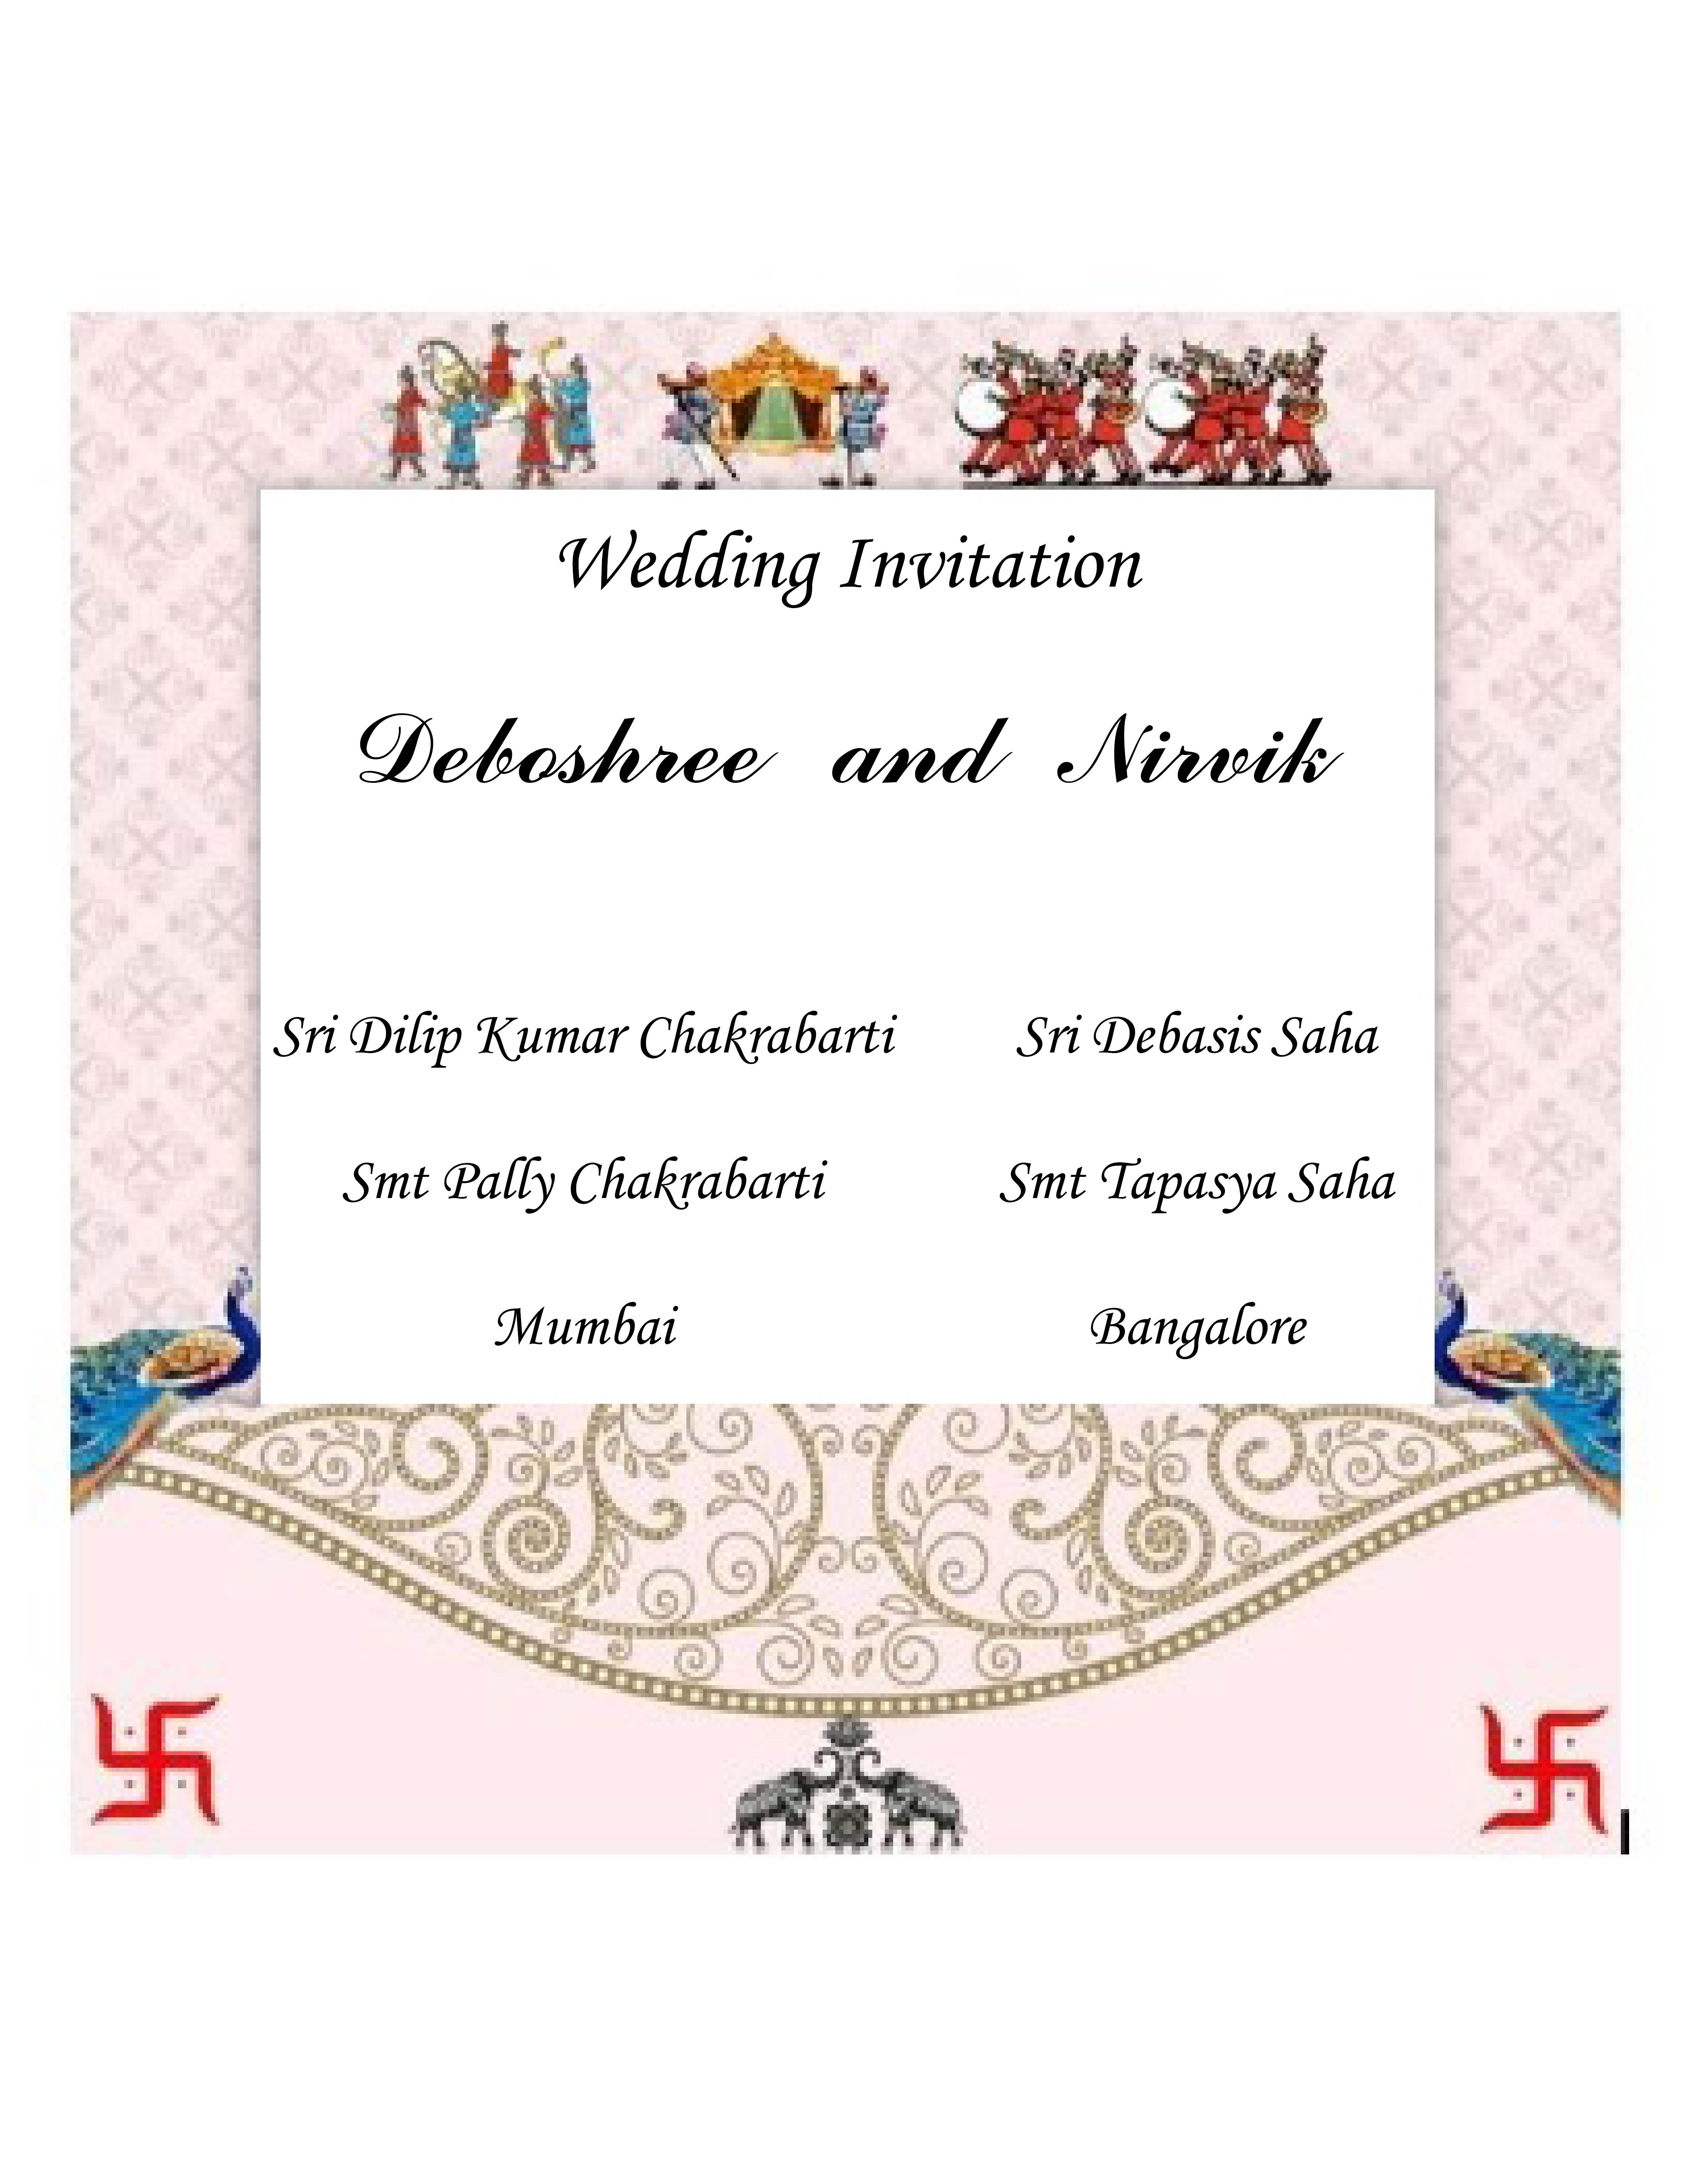 Wedding Invitation
Deboshree and Nirvik
Sri Dilip Kumar Chakrabarti
Smt Pally Chakrabarti
Mumbai
Sri Debasis Saha
Smt Tapasya Saha
Bangalore